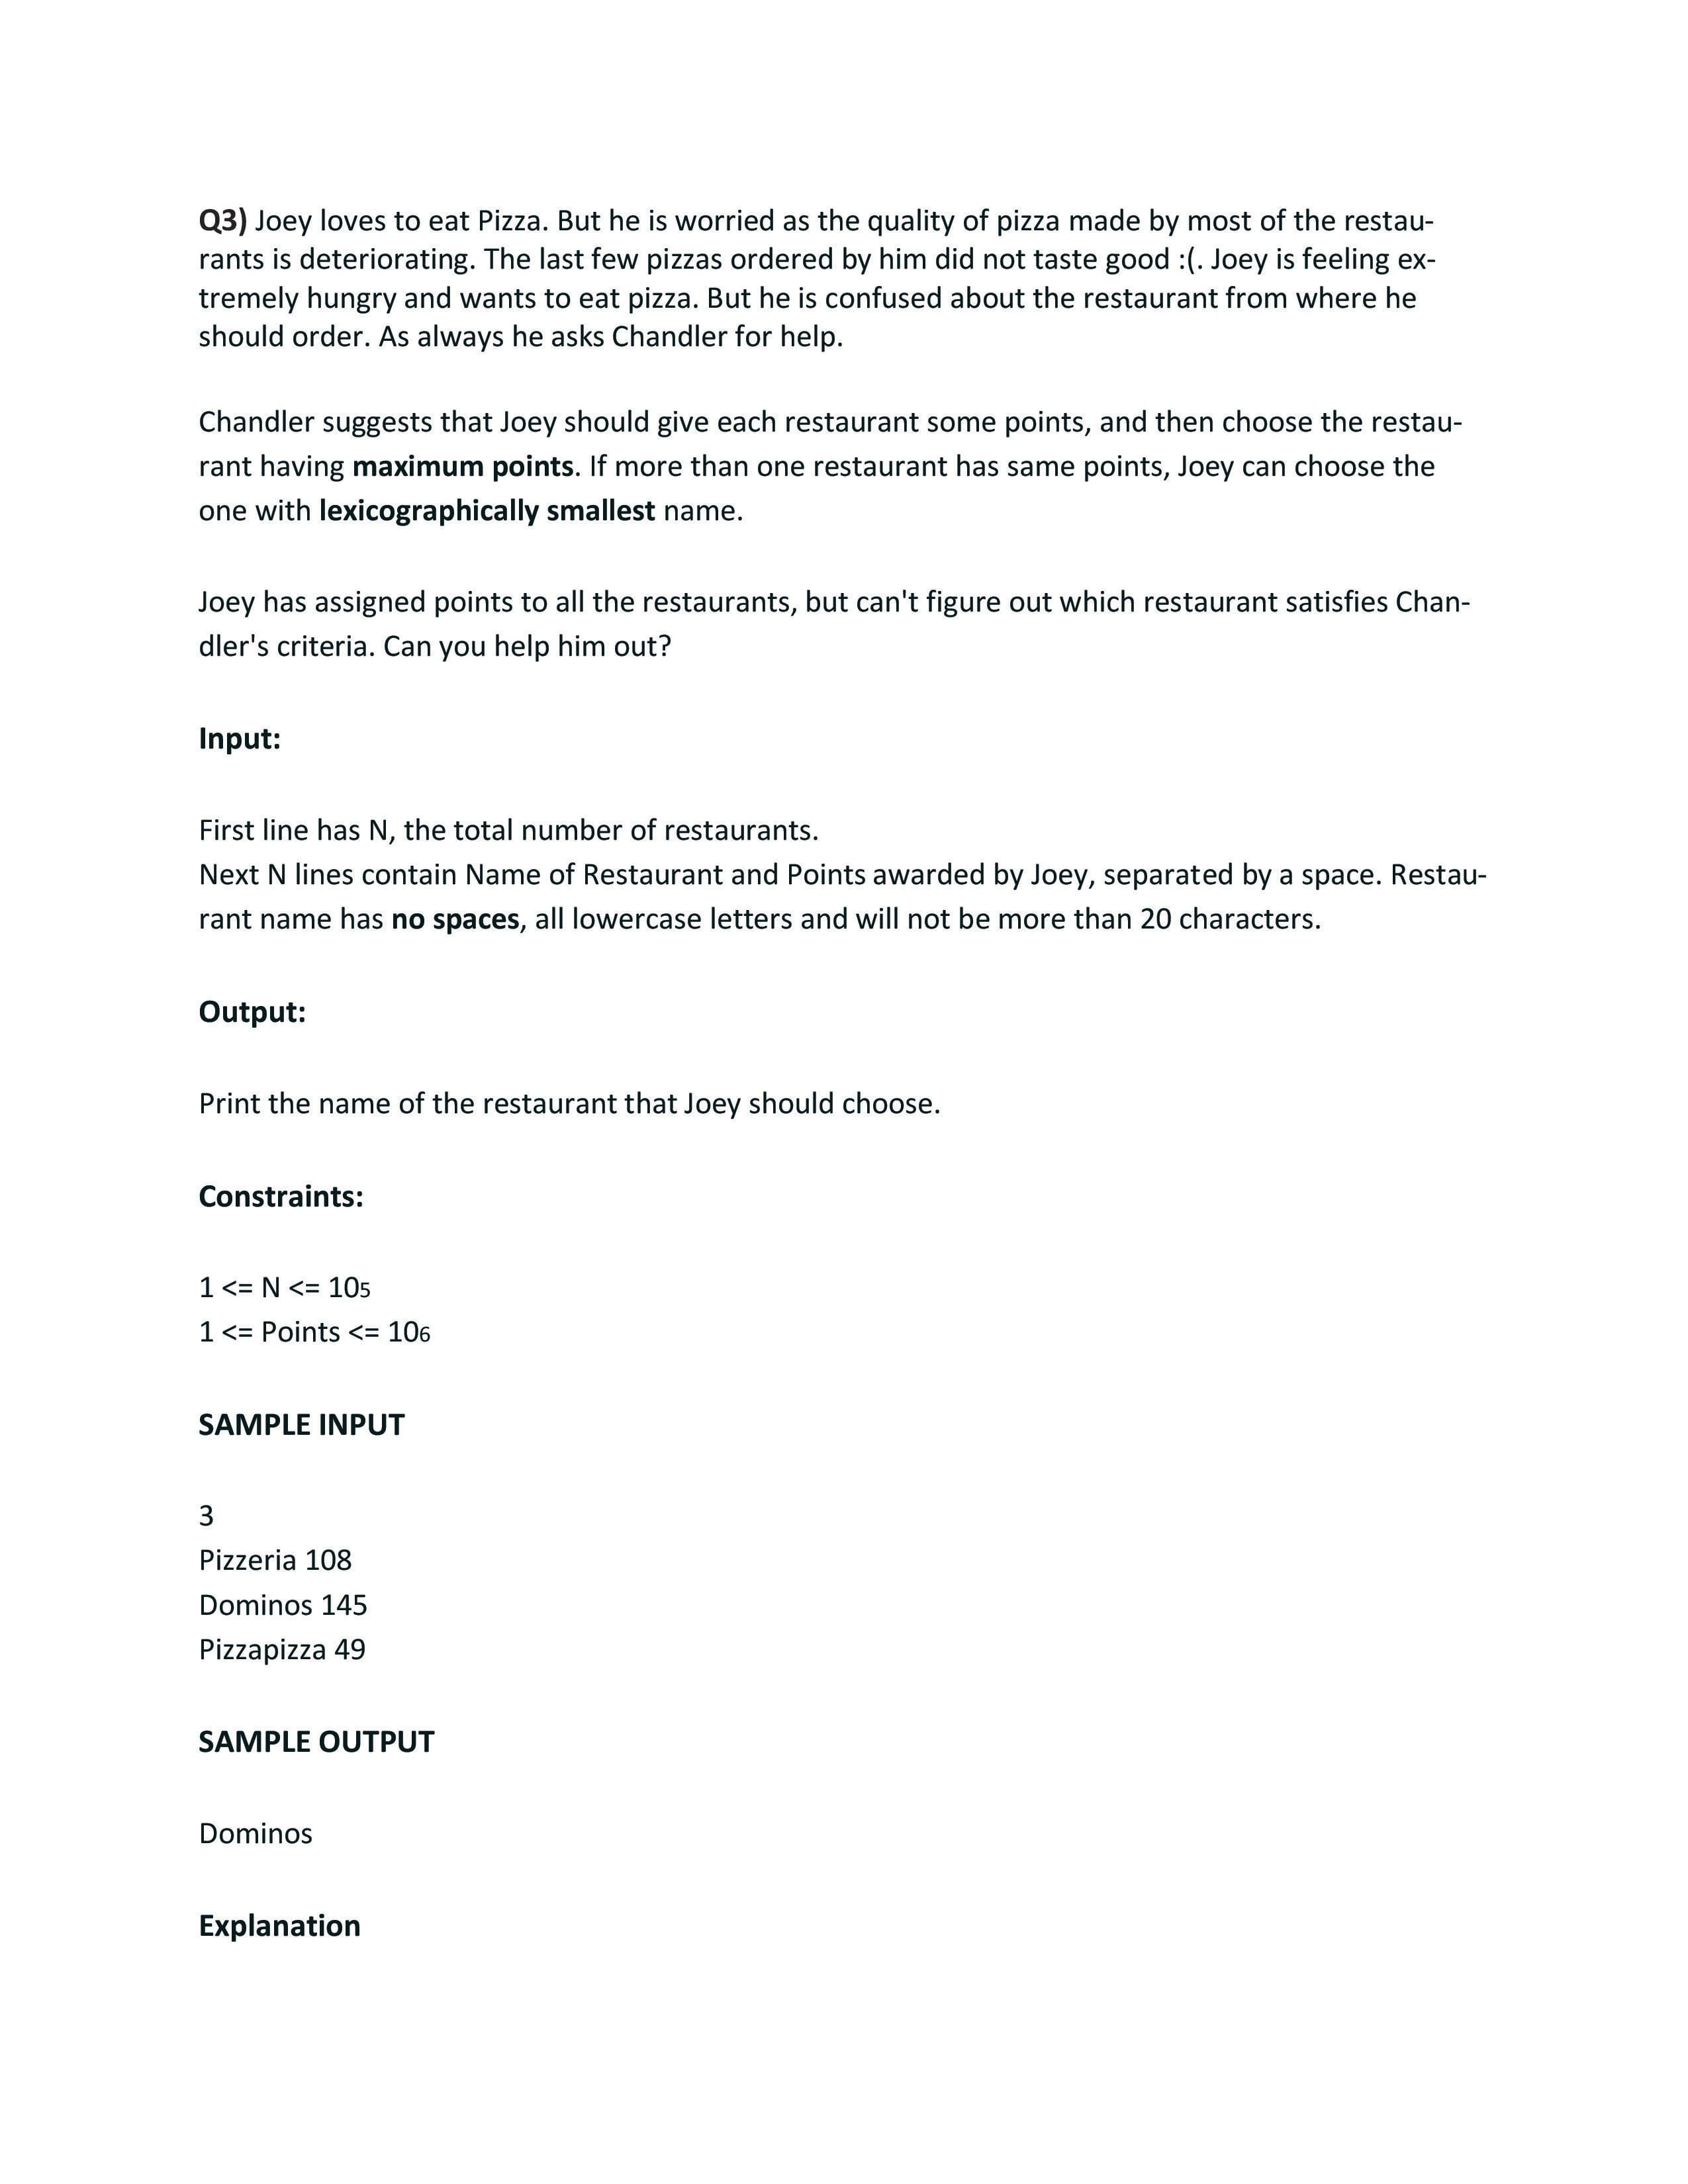 Q3) Joey loves to eat Pizza. But he is worried as the quality of pizza made by most of the restau-
rants is deteriorating. The last few pizzas ordered by him did not taste good :(. Joey is feeling ex-
tremely hungry and wants to eat pizza. But he is confused about the restaurant from where he
should order. As always he asks Chandler for help.
Chandler suggests that Joey should give each restaurant some points, and then choose the restau-
rant having maximum points. If more than one restaurant has same points, Joey can choose the
one with lexicographically smallest name.
Joey has assigned points to all the restaurants, but can't figure out which restaurant satisfies Chan-
dler's criteria. Can you help him out?
Input:
First line has N, the total number of restaurants.
Next N lines contain Name of Restaurant and Points awarded by Joey, separated by a space. Restau-
rant name has no spaces, all lowercase letters and will not be more than 20 characters.
Output:
Print the name of the restaurant that Joey should choose.
Constraints:
1 <= N <= 105
1 <= Points <= 106
SAMPLE INPUT
3
Pizzeria 108
Dominos 145
Pizzapizza 49
SAMPLE OUTPUT
Dominos
Explanation